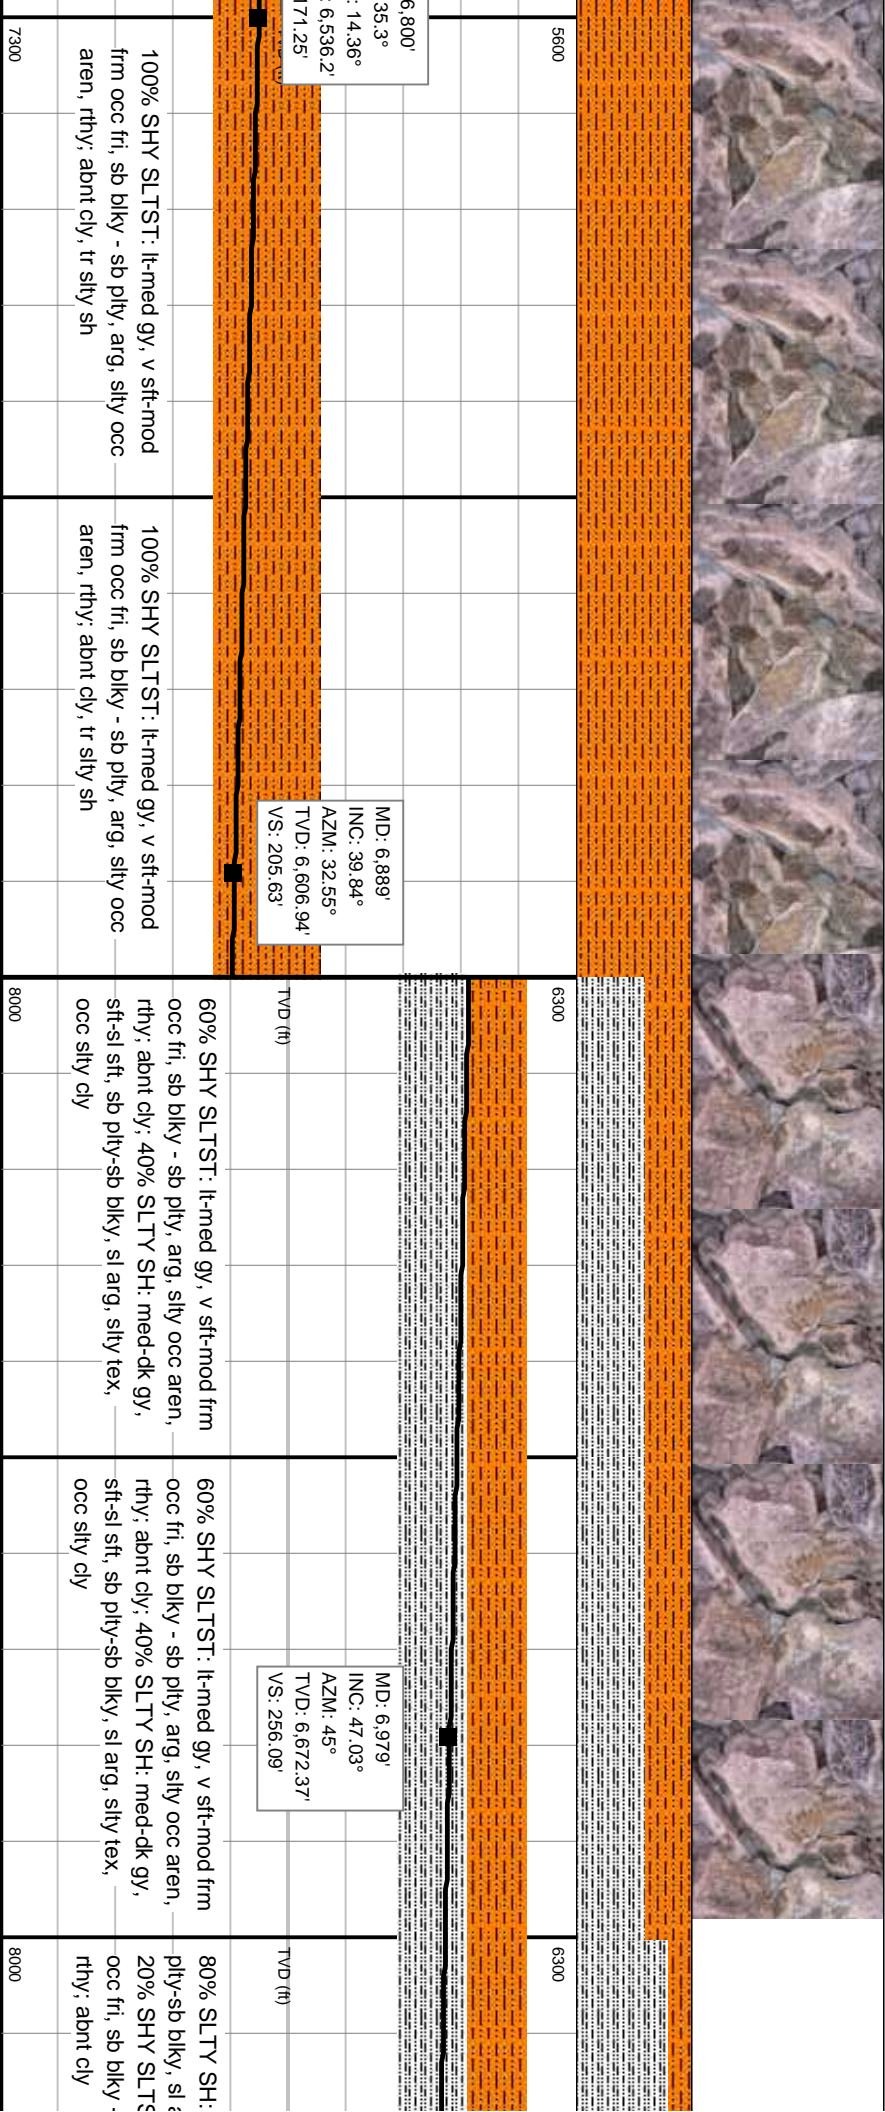 7300
5600
6,800'
35.3°
: 14.36°
: 6,536.2'
171.25'
100% SHY SLTST: lt-med gy, v sft-mod
frm occ fri, sb blky - sb plty, arg, slty occ
aren, rthy; abnt cly, tr slty sh
100% SHY SLTST: lt-med gy, v sft-mod
frm occ fri, sb blky - sb plty, arg, slty occ
aren, rthy; abnt cly, tr slty sh
MD: 6,889'
INC: 39.84°
AZM: 32.55°
TVD: 6,606.94'
VS: 205.63'
6300
TVD (ft)
8000
60% SHY SLTST: lt-med gy, v sft-mod frm
occ fri, sb blky - sb plty, arg, slty occ aren,
rthy; abnt cly; 40% SLTY SH: med-dk gy,
sft-sl sft, sb plty-sb blky, sl arg, slty tex,
occ slty cly
60% SHY SLTST: lt-med gy, v sft-mod frm
occ fri, sb blky - sb plty, arg, slty occ aren,
rthy; abnt cly; 40% SLTY SH: med-dk gy,
sft-sl sft, sb plty-sb blky, sl arg, slty tex,
occ slty cly
MD: 6,979'
INC: 47.03°
AZM: 45°
TVD: 6,672.37'
VS: 256.09'
6300
TVD (ft)
8000
80% SLTY SH:
plty-sb blky, sl a
20% SHY SLTS
occ fri, sb blky -
rthy; abnt cly